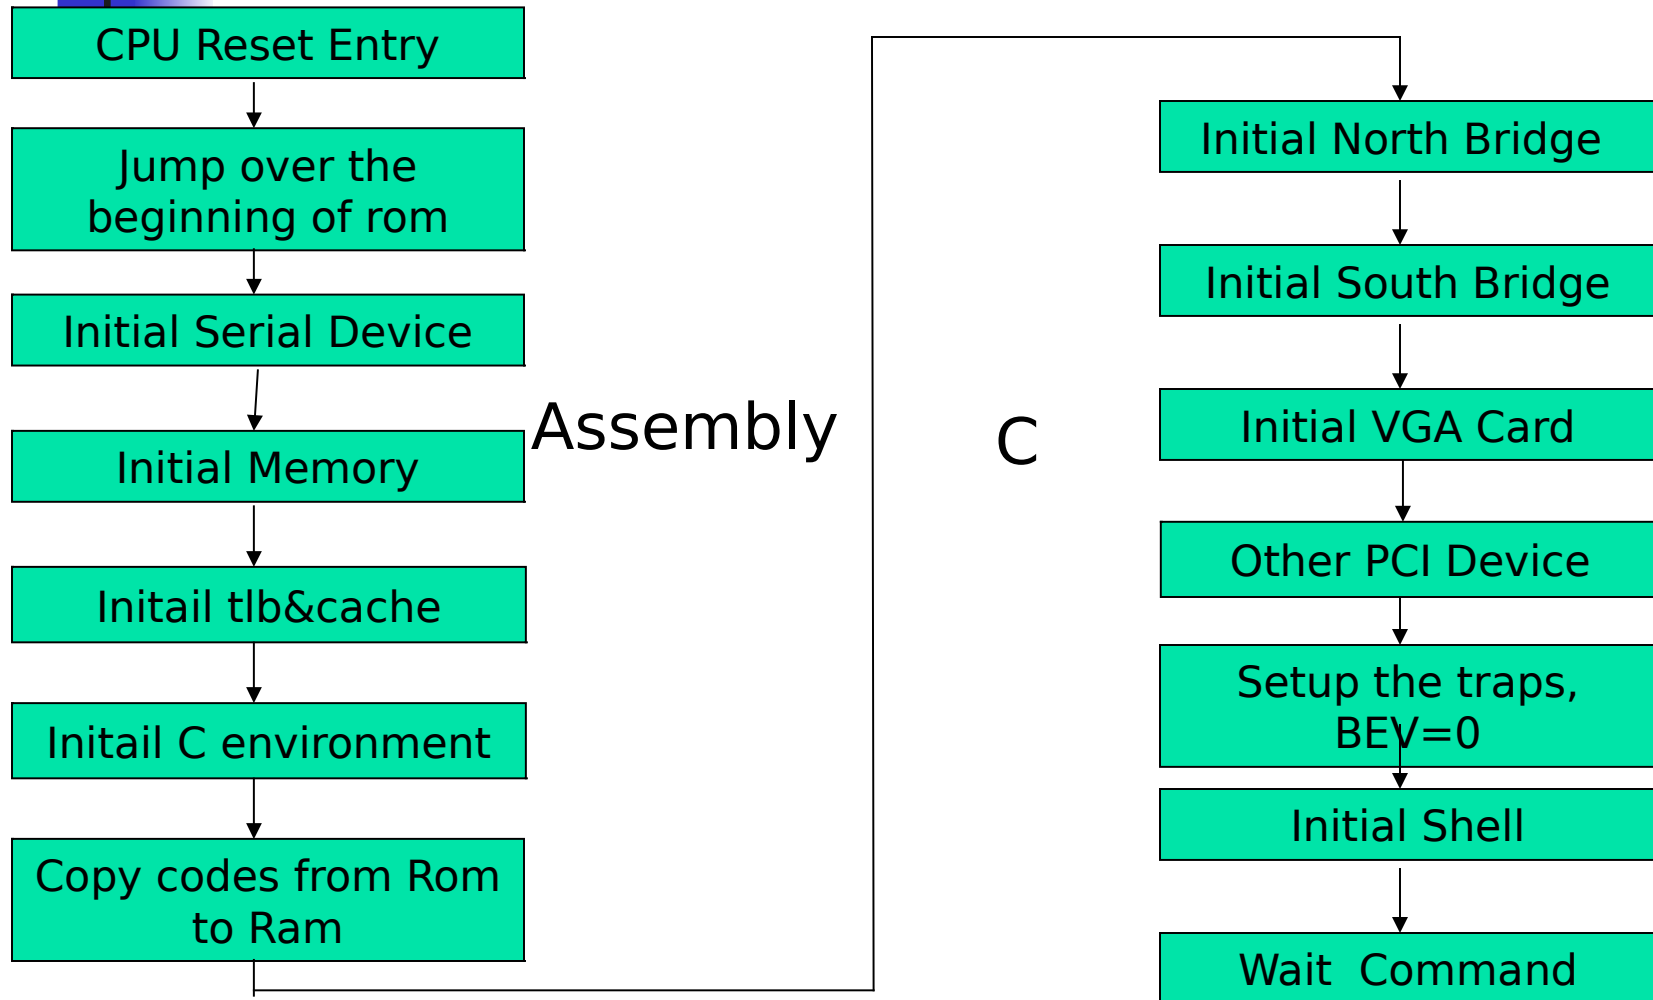 CPU Reset Entry
Jump over the
beginning of rom
Initial Serial Device
Initial Memory
Initail tlb&cache
Initail C environment
Copy codes from Rom
to Ram
Assembly
C
Initial North Bridge
Initial South Bridge
Initial VGA Card
Other PCI Device
Setup the traps,
BEV=0
Initial Shell
Wait  Command